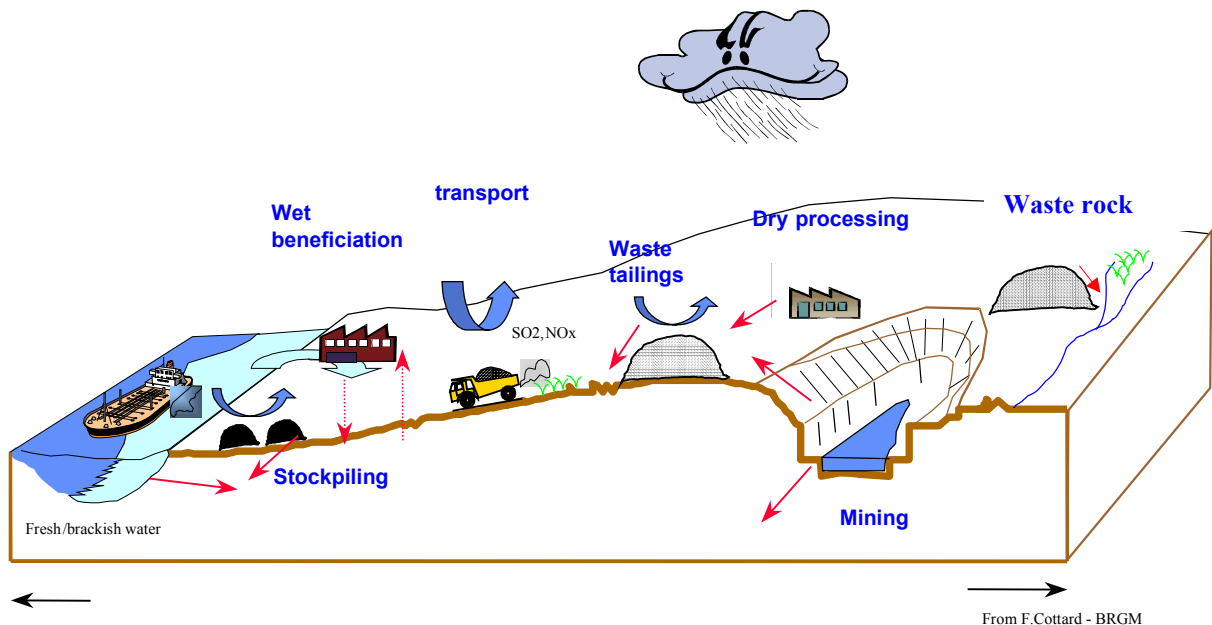 transport
Wet
beneficiation
Waste rock
Dry processing
Waste
tailings
SO2,NOx
Stockpiling
Fresh/brackish water
Mining
From F.Cottard - BRGM